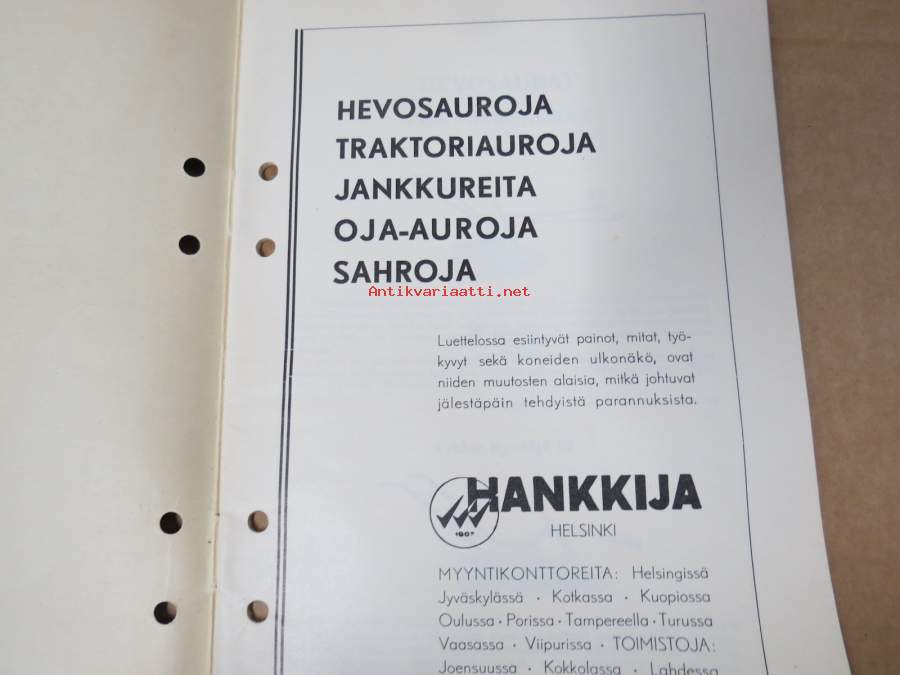 HEVOSAUROJA
TRAKTORIAUROJA
JANKKUREITA
OJA-AUROJA
SAHROJA
Antikvariaatti.net
Luettelossa esiintyvät painot, mitat, työ-
kyvyt sekä koneiden ulkonäkö, ovat
niiden muutosten alaisia, mitkä johtuvat
jälestäpäin tehdyistä parannuksista.
HANKKIJA
1907
HELSINKI
MYYNTIKONTTOREITA: Helsingissä
Jyväskylässä · Kotkassa · Kuopiossa
Oulussa · Porissa · Tampereella · Turussa
Vaasassa · Viipurissa · TOIMISTOJA:
Joensuussa · Kokkolassa · Lahdessa